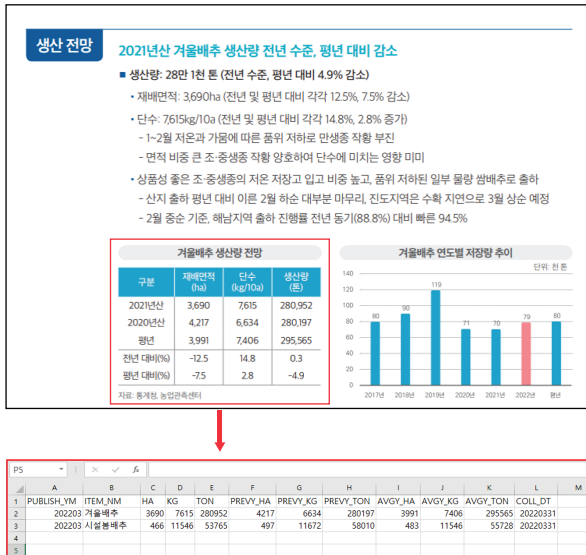 생산 전망
2021년산 겨울배추 생산량 전년 수준, 평년 대비 감소
■ 생산량: 28만 1천 톤 (전년 수준, 평년 대비 4.9% 감소)
• 재배면적: 3,690ha (전년 및 평년 대비 각각 12.5%, 7.5% 감소)
• 단수: 7,615kg/10a (전년 및 평년 대비 각각 14.8%, 2.8% 증가)
- 1~2월 저온과 가뭄에 따른 품위 저하로 만생종 작황 부진
- 면적 비중 큰 조·중생종 작황 양호하여 단수에 미치는 영향 미미
• 상품성 좋은 조·중생종의 저온 저장고 입고 비중 높고, 품위 저하된 일부 물량 쌈배추로 출하
- 산지 출하 평년 대비 이른 2월 하순 대부분 마무리, 진도지역은 수확 지연으로 3월 상순 예정
- 2월 중순 기준, 해남지역 출하 진행률 전년 동기(88.8%) 대비 빠른 94.5%
겨울배추 생산량 전망
구분 재배면적 (ha) 단수 (kg/10a) 생산량 (톤)
2021년산 3,690 7,615 280,952
2020년산 4,217 6,634 280,197
평년 3,991 7,406 295,565
전년 대비(%) -12.5 14.8 0.3
평년 대비(%) -7.5 2.8 -4.9
자료: 통계청, 농업관측센터
겨울배추 연도별 저장량 추이
단위: 천 톤
140
120
100
80
60
40
20
0
80 90 119 71 70 79 80
2017년 2018년 2019년 2020년 2021년 2022년 평년
P5 fx
A B C D E F G H I J K L M
1 PUBLISH_YM ITEM_NM HA KG TON PREVY_HA PREVY_KG PREVY_TON AVGY_HA AVGY_KG AVGY_TON COLL_DT
2 202203 겨울배추 3690 7615 280952 4217 6634 280197 3991 7406 295565 20220331
3 202203 시설봄배추 466 11546 53765 497 11672 58010 483 11546 55728 20220331
4
5